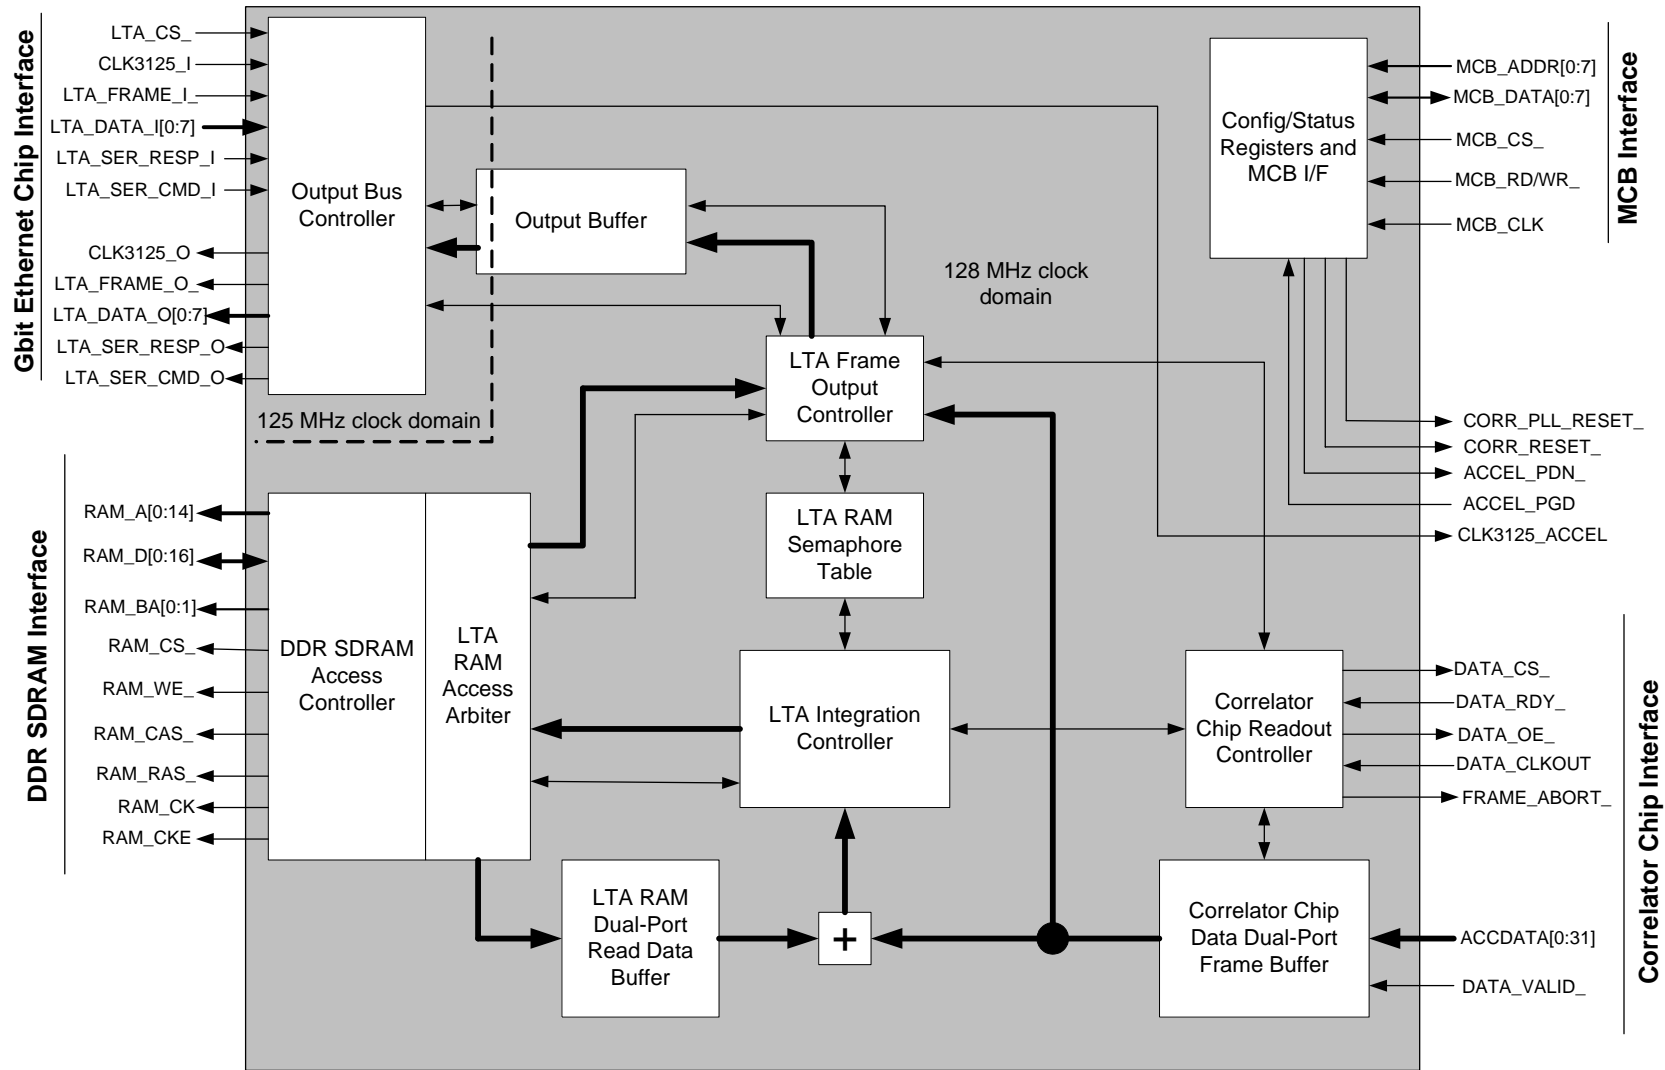 Gbit Ethernet Chip Interface
LTA_CS_
CLK3125_I
LTA_FRAME_I_
LTA_DATA_I[0:7]
LTA_SER_RESP_I
LTA_SER_CMD_I
CLK3125_O
LTA_FRAME_O_
LTA_DATA_O[0:7]
LTA_SER_RESP_O
LTA_SER_CMD_O
Output Bus
Controller
125 MHz clock domain
Output Buffer
128 MHz clock
domain
Config/Status
Registers and
MCB I/F
MCB Interface
MCB_ADDR[0:7]
MCB_DATA[0:7]
MCB_CS_
MCB_RD/WR_
MCB_CLK
CORR_PLL_RESET_
CORR_RESET_
ACCEL_PDN_
ACCEL_PGD
CLK3125_ACCEL
LTA Frame
Output
Controller
LTA RAM
Semaphore
Table
DDR SDRAM Interface
RAM_A[0:14]
RAM_D[0:16]
RAM_BA[0:1]
RAM_CS_
RAM_WE_
RAM_CAS_
RAM_RAS_
RAM_CK
RAM_CKE
DDR SDRAM
Access
Controller
LTA
RAM
Access
Arbiter
LTA Integration
Controller
Correlator
Chip Readout
Controller
Correlator Chip Interface
DATA_CS_
DATA_RDY_
DATA_OE_
DATA_CLKOUT
FRAME_ABORT_
LTA RAM
Dual-Port
Read Data
Buffer
+
Correlator Chip
Data Dual-Port
Frame Buffer
ACCDATA[0:31]
DATA_VALID_